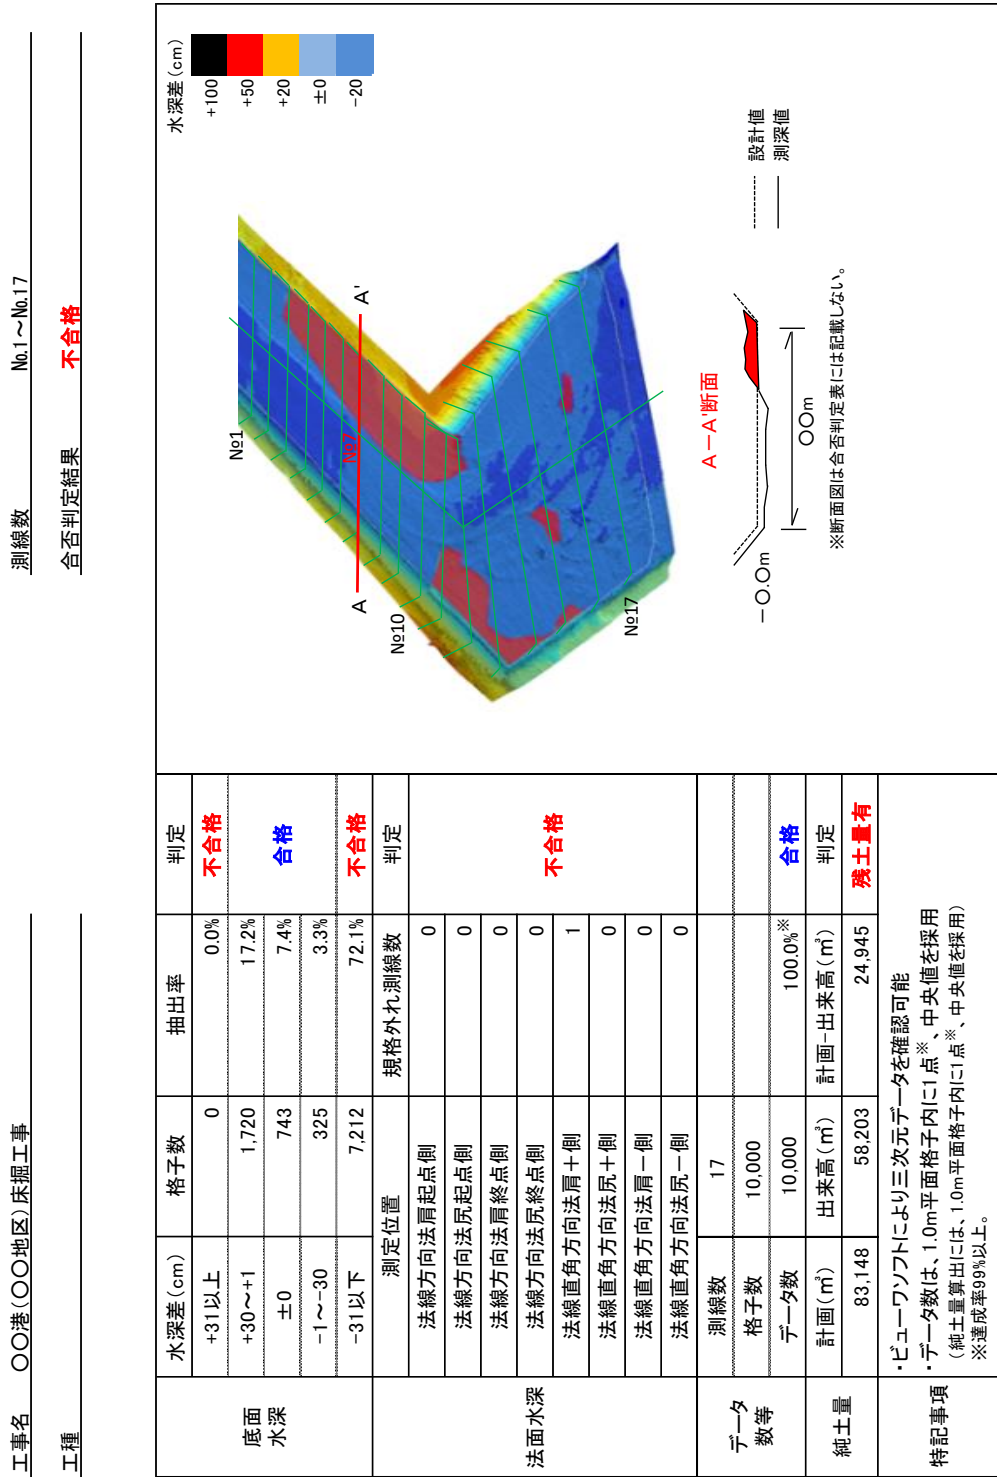 工事名　〇〇港(〇〇地区)床掘工事
測線数　No.1～No.17
工種
合否判定結果　不合格
水深差(cm)　格子数　抽出率　判定
底面水深
+31以上　0　0.0%　不合格
+30～+1　1,720　17.2%
±0　743　7.4%　合格
-1～-30　325　3.3%
-31以下　7,212　72.1%　不合格
法面水深
測定位置　規格外れ測線数　判定
法線方向法肩起点側　0
法線方向法尻起点側　0
法線方向法肩終点側　0
法線方向法尻終点側　0
法線直角方向法肩＋側　1　不合格
法線直角方向法尻＋側　0
法線直角方向法肩－側　0
法線直角方向法尻－側　0
データ数等
測線数　17
格子数　10,000
データ数　10,000　100.0%※　合格
純土量
計画(㎥)　出来高(㎥)　計画-出来高(㎥)　判定
83,148　58,203　24,945　残土量有
特記事項
・ビューワソフトにより三次元データを確認可能
・データ数は、1.0m平面格子内に1点※、中央値を採用
(純土量算出には、1.0m平面格子内に1点※、中央値を採用)
※達成率99%以上。
水深差(cm)
+100
+50
+20
±0
-20
№1
№7
A
A'
№10
№17
A－A'断面
－〇.〇m
〇〇m
設計値
測深値
※断面図は合否判定表には記載しない。